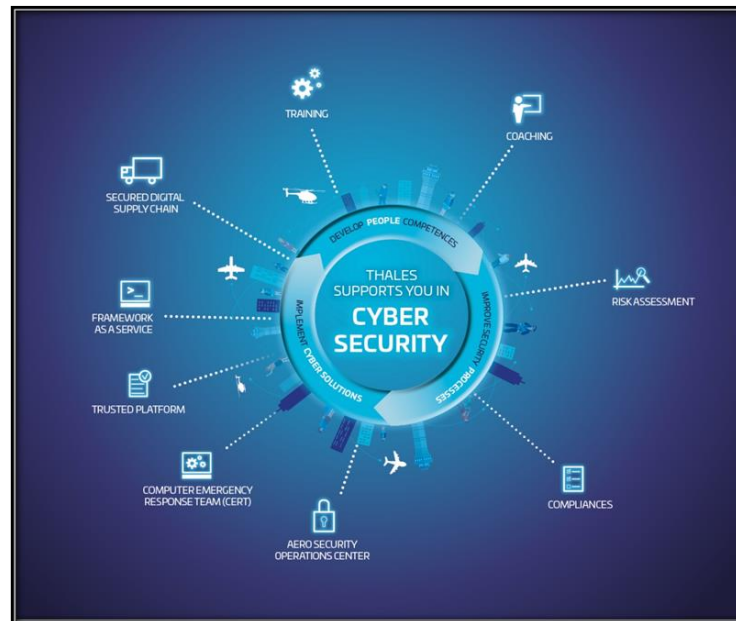 TRAINING
COACHING
SECURED DIGITAL
SUPPLY CHAIN
DEVELOP PEOPLE COMPETENCES
THALES
SUPPORTS YOU IN
CYBER
SECURITY
IMPROVE SECURITY PROCESSES
IMPLEMENT CYBER SOLUTIONS
RISK ASSESSMENT
FRAMEWORK
AS A SERVICE
TRUSTED PLATFORM
COMPUTER EMERGENCY
RESPONSE TEAM (CERT)
COMPLIANCES
AERO SECURITY
OPERATIONS CENTER